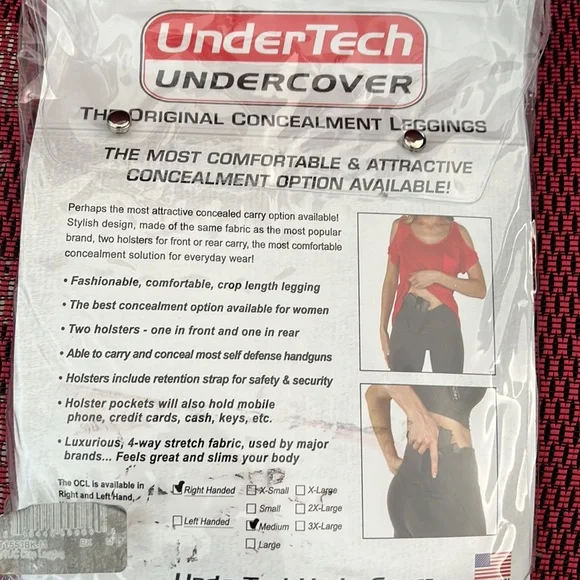 UnderTech
UNDERCOVER
THE ORIGINAL CONCEALMENT LEGGINGS
THE MOST COMFORTABLE & ATTRACTIVE
CONCEALMENT OPTION AVAILABLE!
Perhaps the most attractive concealed carry option available!
Stylish design, made of the same fabric as the most popular
brand, two holsters for front or rear carry, the most comfortable
concealment solution for everyday wear!
• Fashionable, comfortable, crop length legging
• The best concealment option available for women
• Two holsters - one in front and one in rear
• Able to carry and conceal most self defense handguns
• Holsters include retention strap for safety & security
• Holster pockets will also hold mobile
phone, credit cards, cash, keys, etc.
• Luxurious, 4-way stretch fabric, used by major
brands... Feels great and slims your body
The OCL is available in
Right and Left Hand,
Right Handed X-Small X-Large
Small 2X-Large
Left Handed Medium 3X-Large
Large